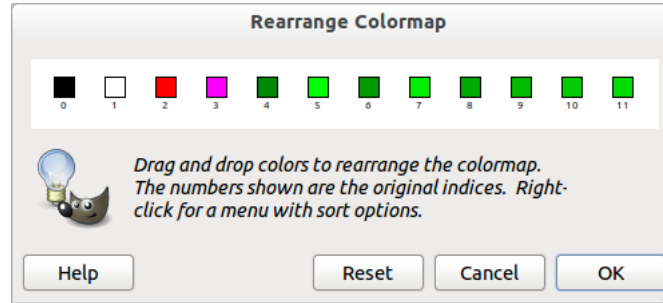 Rearrange Colormap
0 1 2 3 4 5 6 7 8 9 10 11
Drag and drop colors to rearrange the colormap.
The numbers shown are the original indices. Right-
click for a menu with sort options.
Help Reset Cancel OK